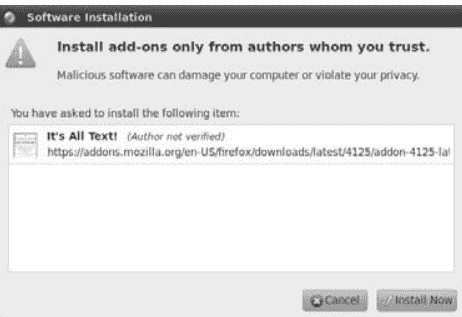 Software Installation
Install add-ons only from authors whom you trust.
Malicious software can damage your computer or violate your privacy.
You have asked to install the following item:
It's All Text! (Author not verified)
https://addons.mozilla.org/en-US/firefox/downloads/latest/4125/addon-4125-lat
Cancel
Install Now